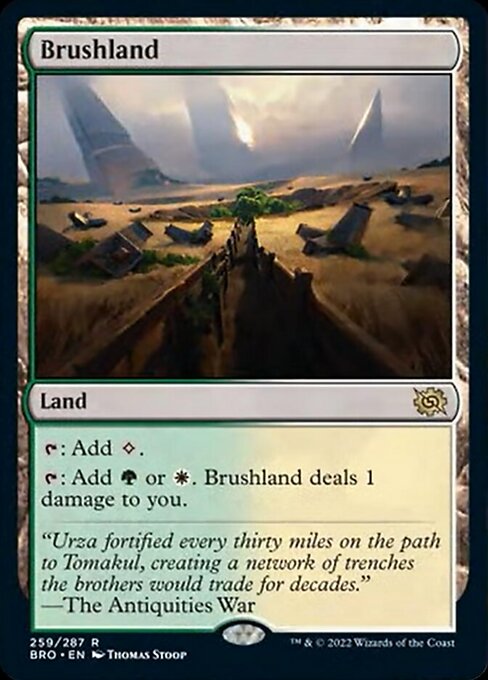 Brushland
Land
: Add .
: Add or . Brushland deals 1
damage to you.
“Urza fortified every thirty miles on the path
to Tomakul, creating a network of trenches
the brothers would trade for decades.”
—The Antiquities War
259/287 R
BRO • EN Thomas Stoop
™ & © 2022 Wizards of the Coast